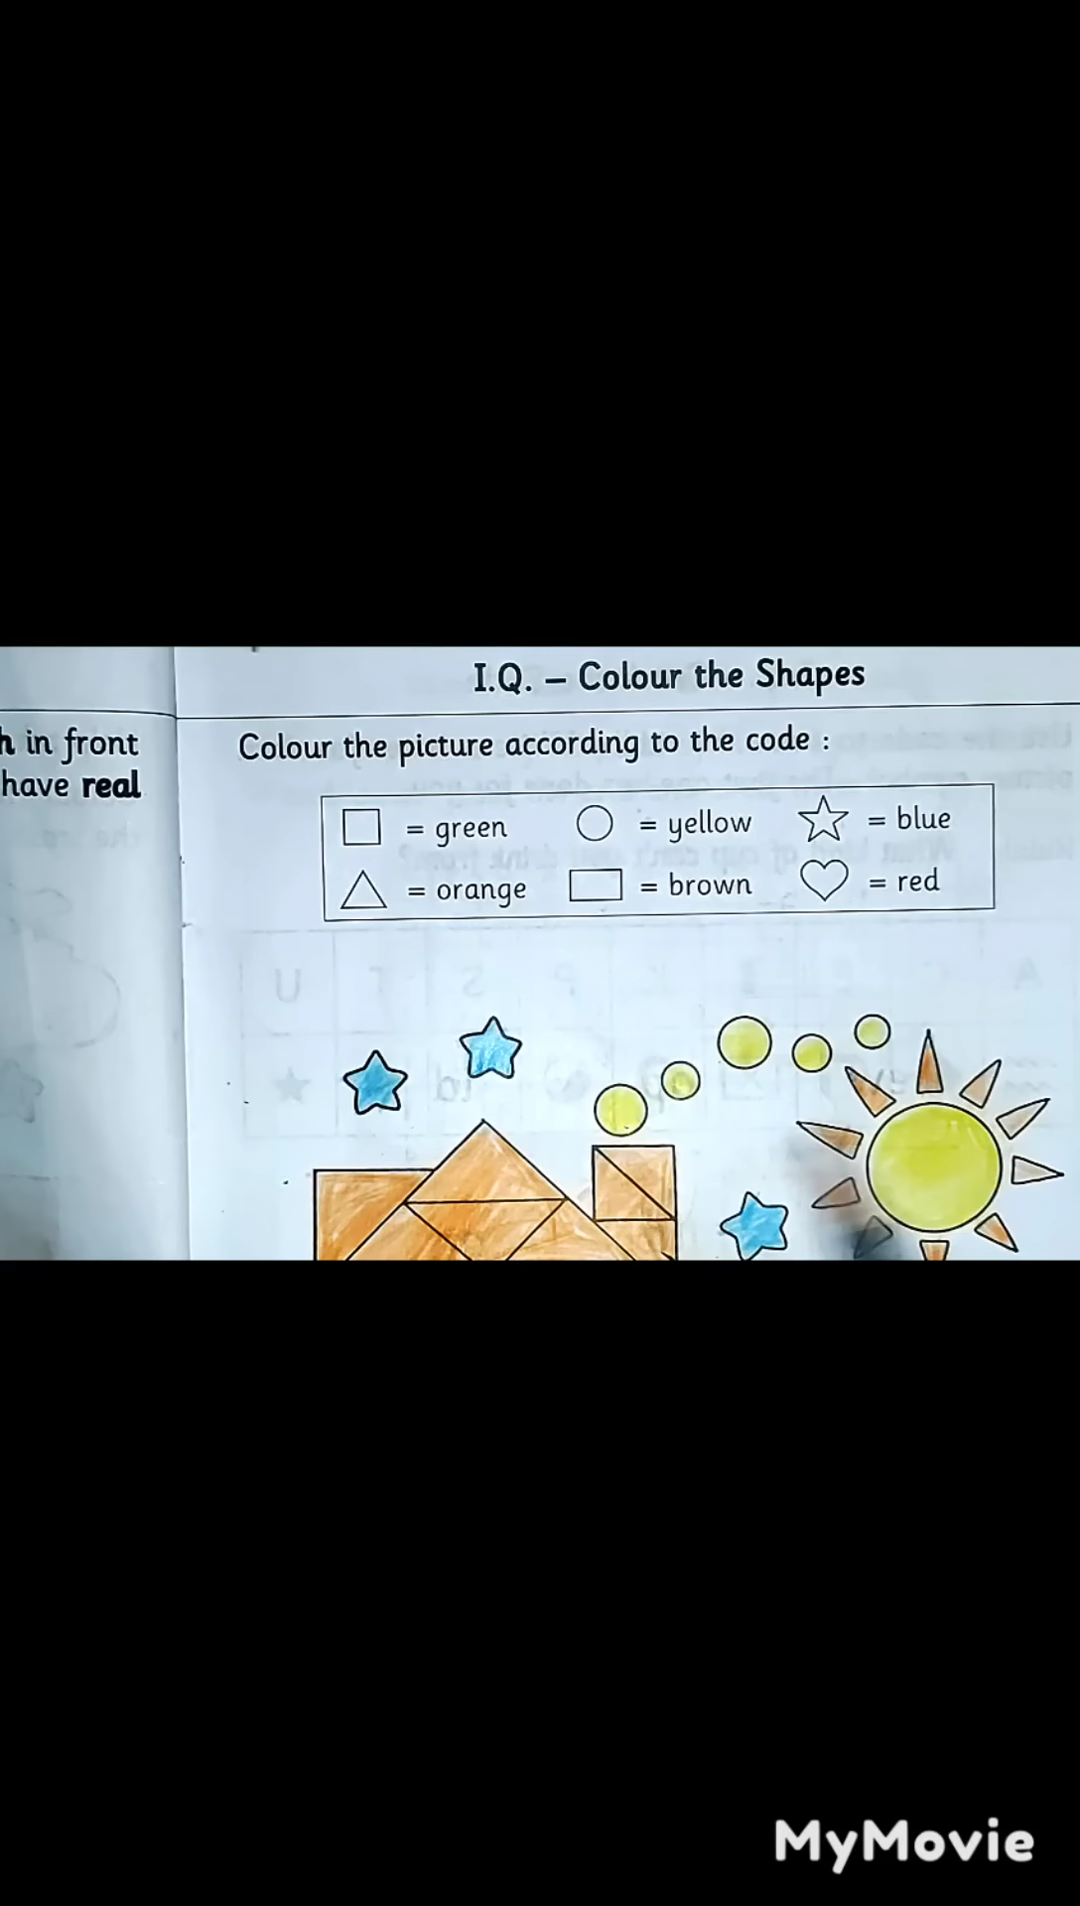 I.Q. – Colour the Shapes
h in front
have real
Colour the picture according to the code :
= green = yellow = blue
= orange = brown = red
MyMovie